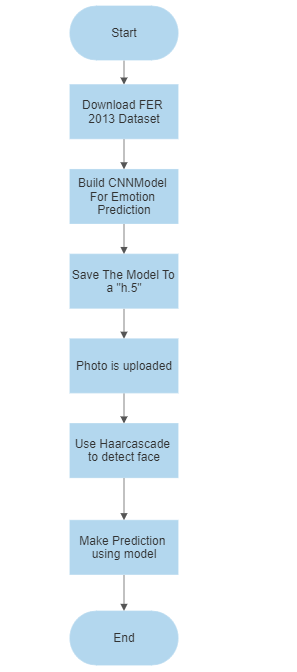 Start
Download FER
2013 Dataset
Build CNNModel
For Emotion
Prediction
Save The Model To
a "h.5"
Photo is uploaded
Use Haarcascade
to detect face
Make Prediction
using model
End